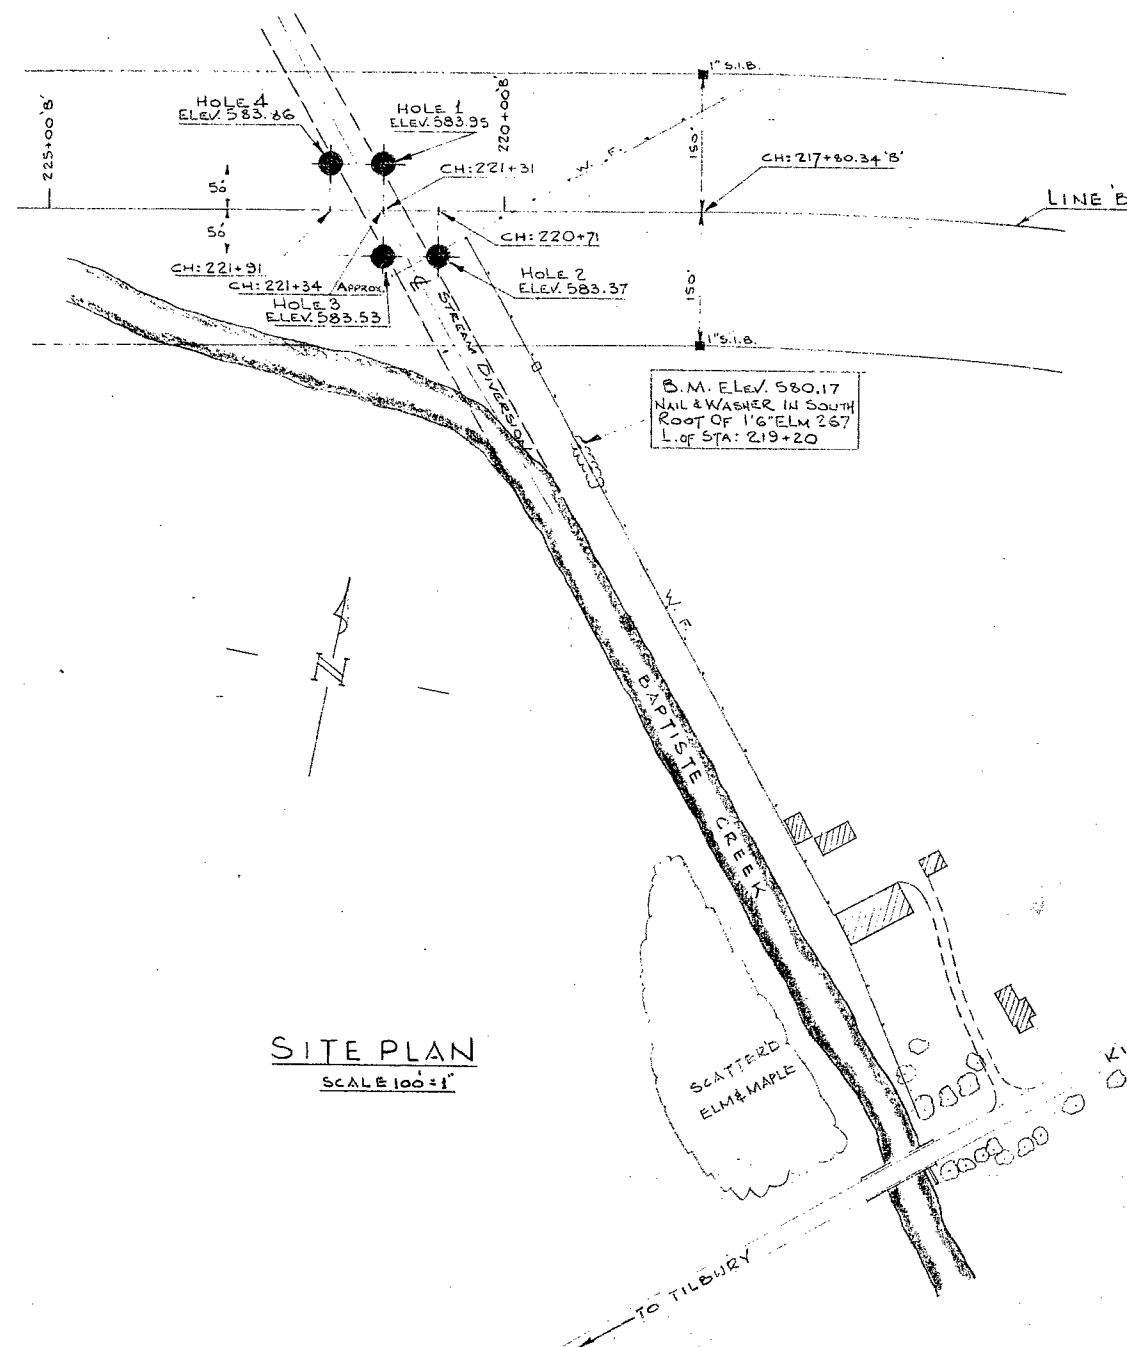 1" S.I.B.
HOLE 4
ELEV. 583.86
HOLE 1
ELEV. 583.95
225+00 'B'
220+00 'B'
W. F.
150'
CH: 217+80.34 'B'
CH: 221+31
50'
LINE 'B
50'
CH: 220+71
CH: 221+91
CH: 221+34 APPROX.
HOLE 2
ELEV. 583.37
HOLE 3
ELEV. 583.53
150'
STREAM DIVERSION
1" S.I.B.
B.M. ELEV. 580.17
NAIL & WASHER IN SOUTH
ROOT OF 1'6" ELM 267
L. OF STA: 219+20
W. F.
N
BAPTISTE CREEK
SITE PLAN
SCALE 100' = 1"
SCATTER'D
ELM & MAPLE
KI
TO TILBURY